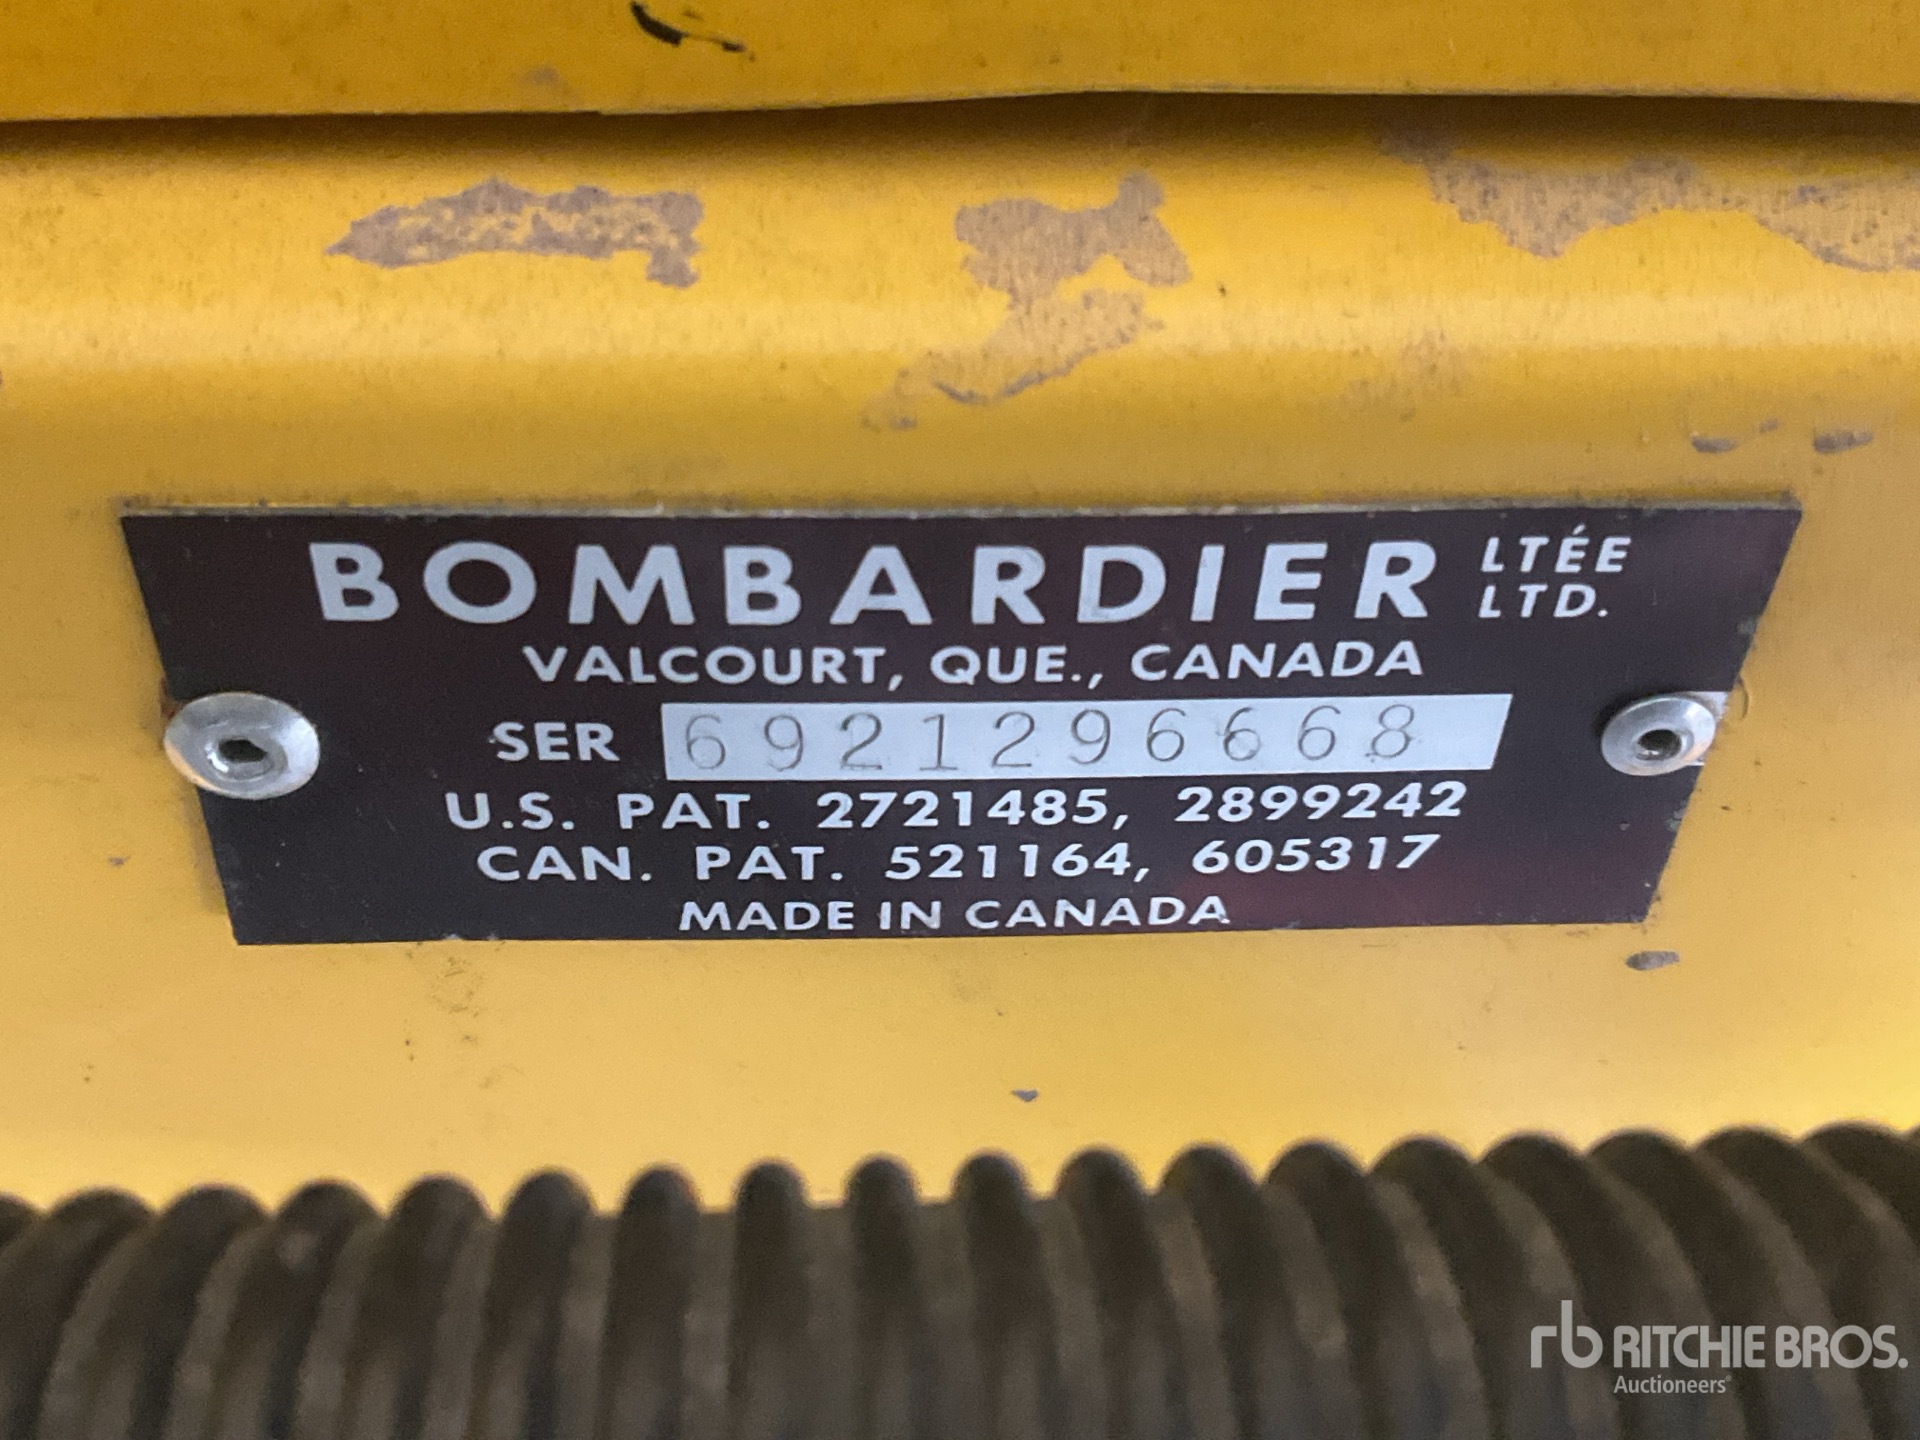 BOMBARDIER LTÉE LTD.
VALCOURT, QUE., CANADA
SER 6921296668
U.S. PAT. 2721485, 2899242
CAN. PAT. 521164, 605317
MADE IN CANADA
rb RITCHIE BROS.
Auctioneers